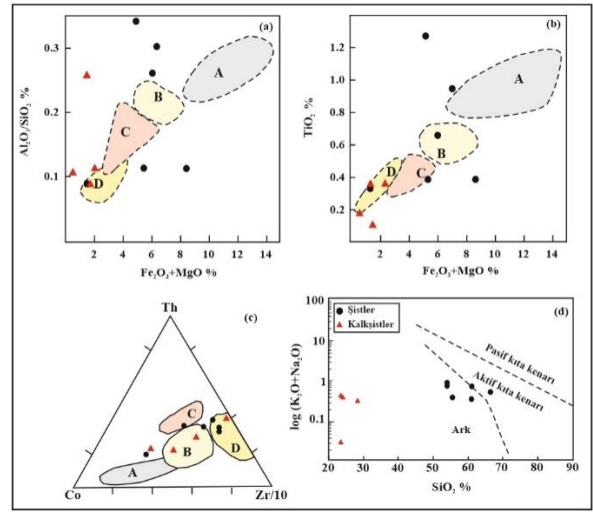 (a)
0.3
0.2
0.1
Al₂O₃/SiO₂ %
A
B
C
D
2 4 6 8 10 12 14
Fe₂O₃+MgO %
(b)
1.2
1.0
0.8
0.6
0.4
0.2
TiO₂ %
A
B
C
D
2 4 6 8 10 12 14
Fe₂O₃+MgO %
(c)
Th
C
B
D
A
Co
Zr/10
(d)
Şistler
Kalkşistler
100
10
1
0.1
log (K₂O+Na₂O)
Pasif kıta kenarı
Aktif kıta kenarı
Ark
20 30 40 50 60 70 80 90
SiO₂ %